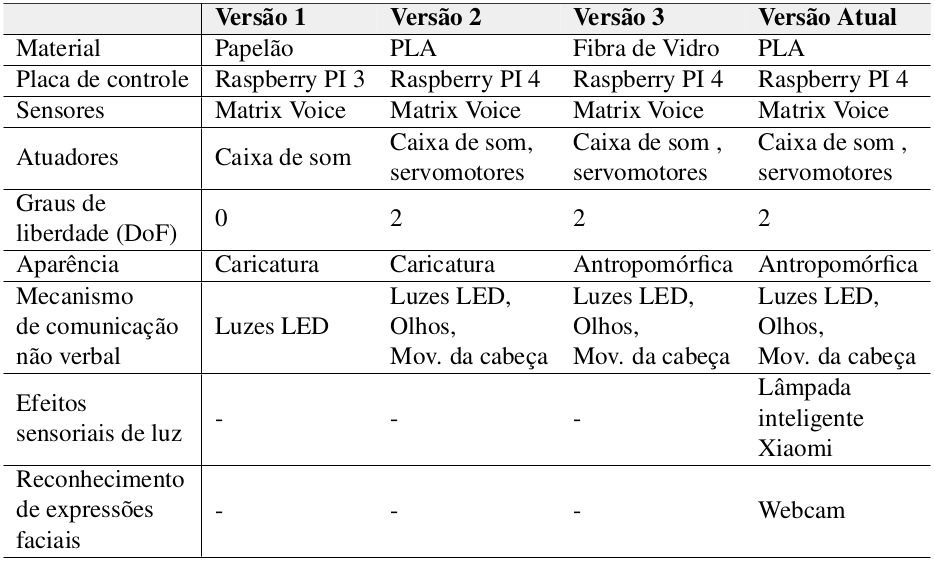 Versão 1 Versão 2 Versão 3 Versão Atual
Material Papelão PLA Fibra de Vidro PLA
Placa de controle Raspberry PI 3 Raspberry PI 4 Raspberry PI 4 Raspberry PI 4
Sensores Matrix Voice Matrix Voice Matrix Voice Matrix Voice
Atuadores Caixa de som Caixa de som, servomotores Caixa de som , servomotores Caixa de som , servomotores
Graus de liberdade (DoF) 0 2 2 2
Aparência Caricatura Caricatura Antropomórfica Antropomórfica
Mecanismo de comunicação não verbal Luzes LED Luzes LED, Olhos, Mov. da cabeça Luzes LED, Olhos, Mov. da cabeça Luzes LED, Olhos, Mov. da cabeça
Efeitos sensoriais de luz - - - Lâmpada inteligente Xiaomi
Reconhecimento de expressões faciais - - - Webcam